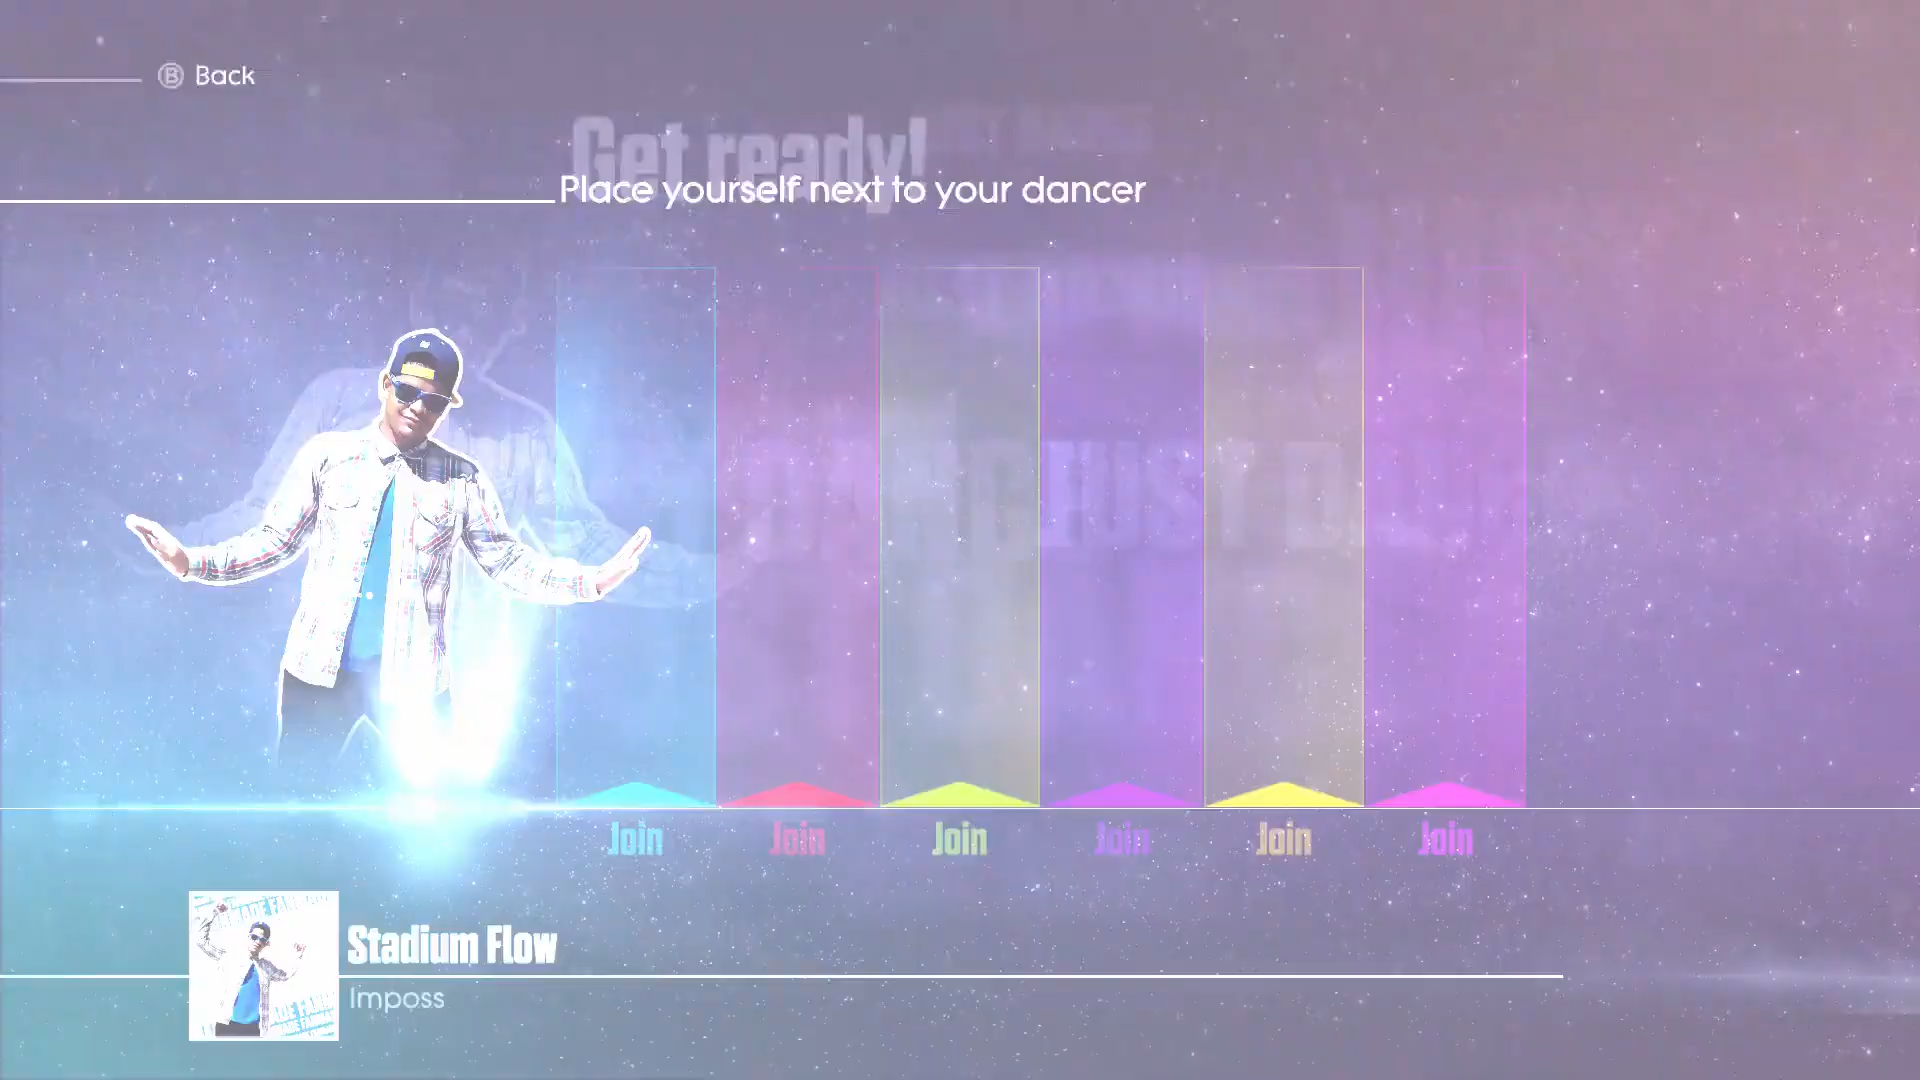 B Back
Get ready!
Place yourself next to your dancer
Join Join Join Join Join Join
Stadium Flow
Imposs